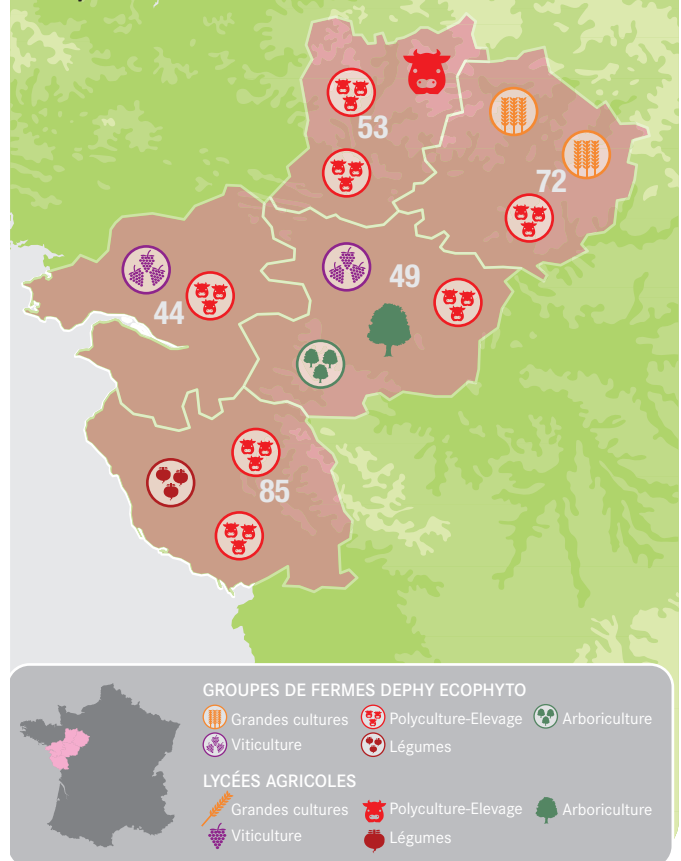 53
72
49
44
85
GROUPES DE FERMES DEPHY ECOPHYTO
Grandes cultures Polyculture-Elevage Arboriculture
Viticulture Légumes
LYCÉES AGRICOLES
Grandes cultures Polyculture-Elevage Arboriculture
Viticulture Légumes